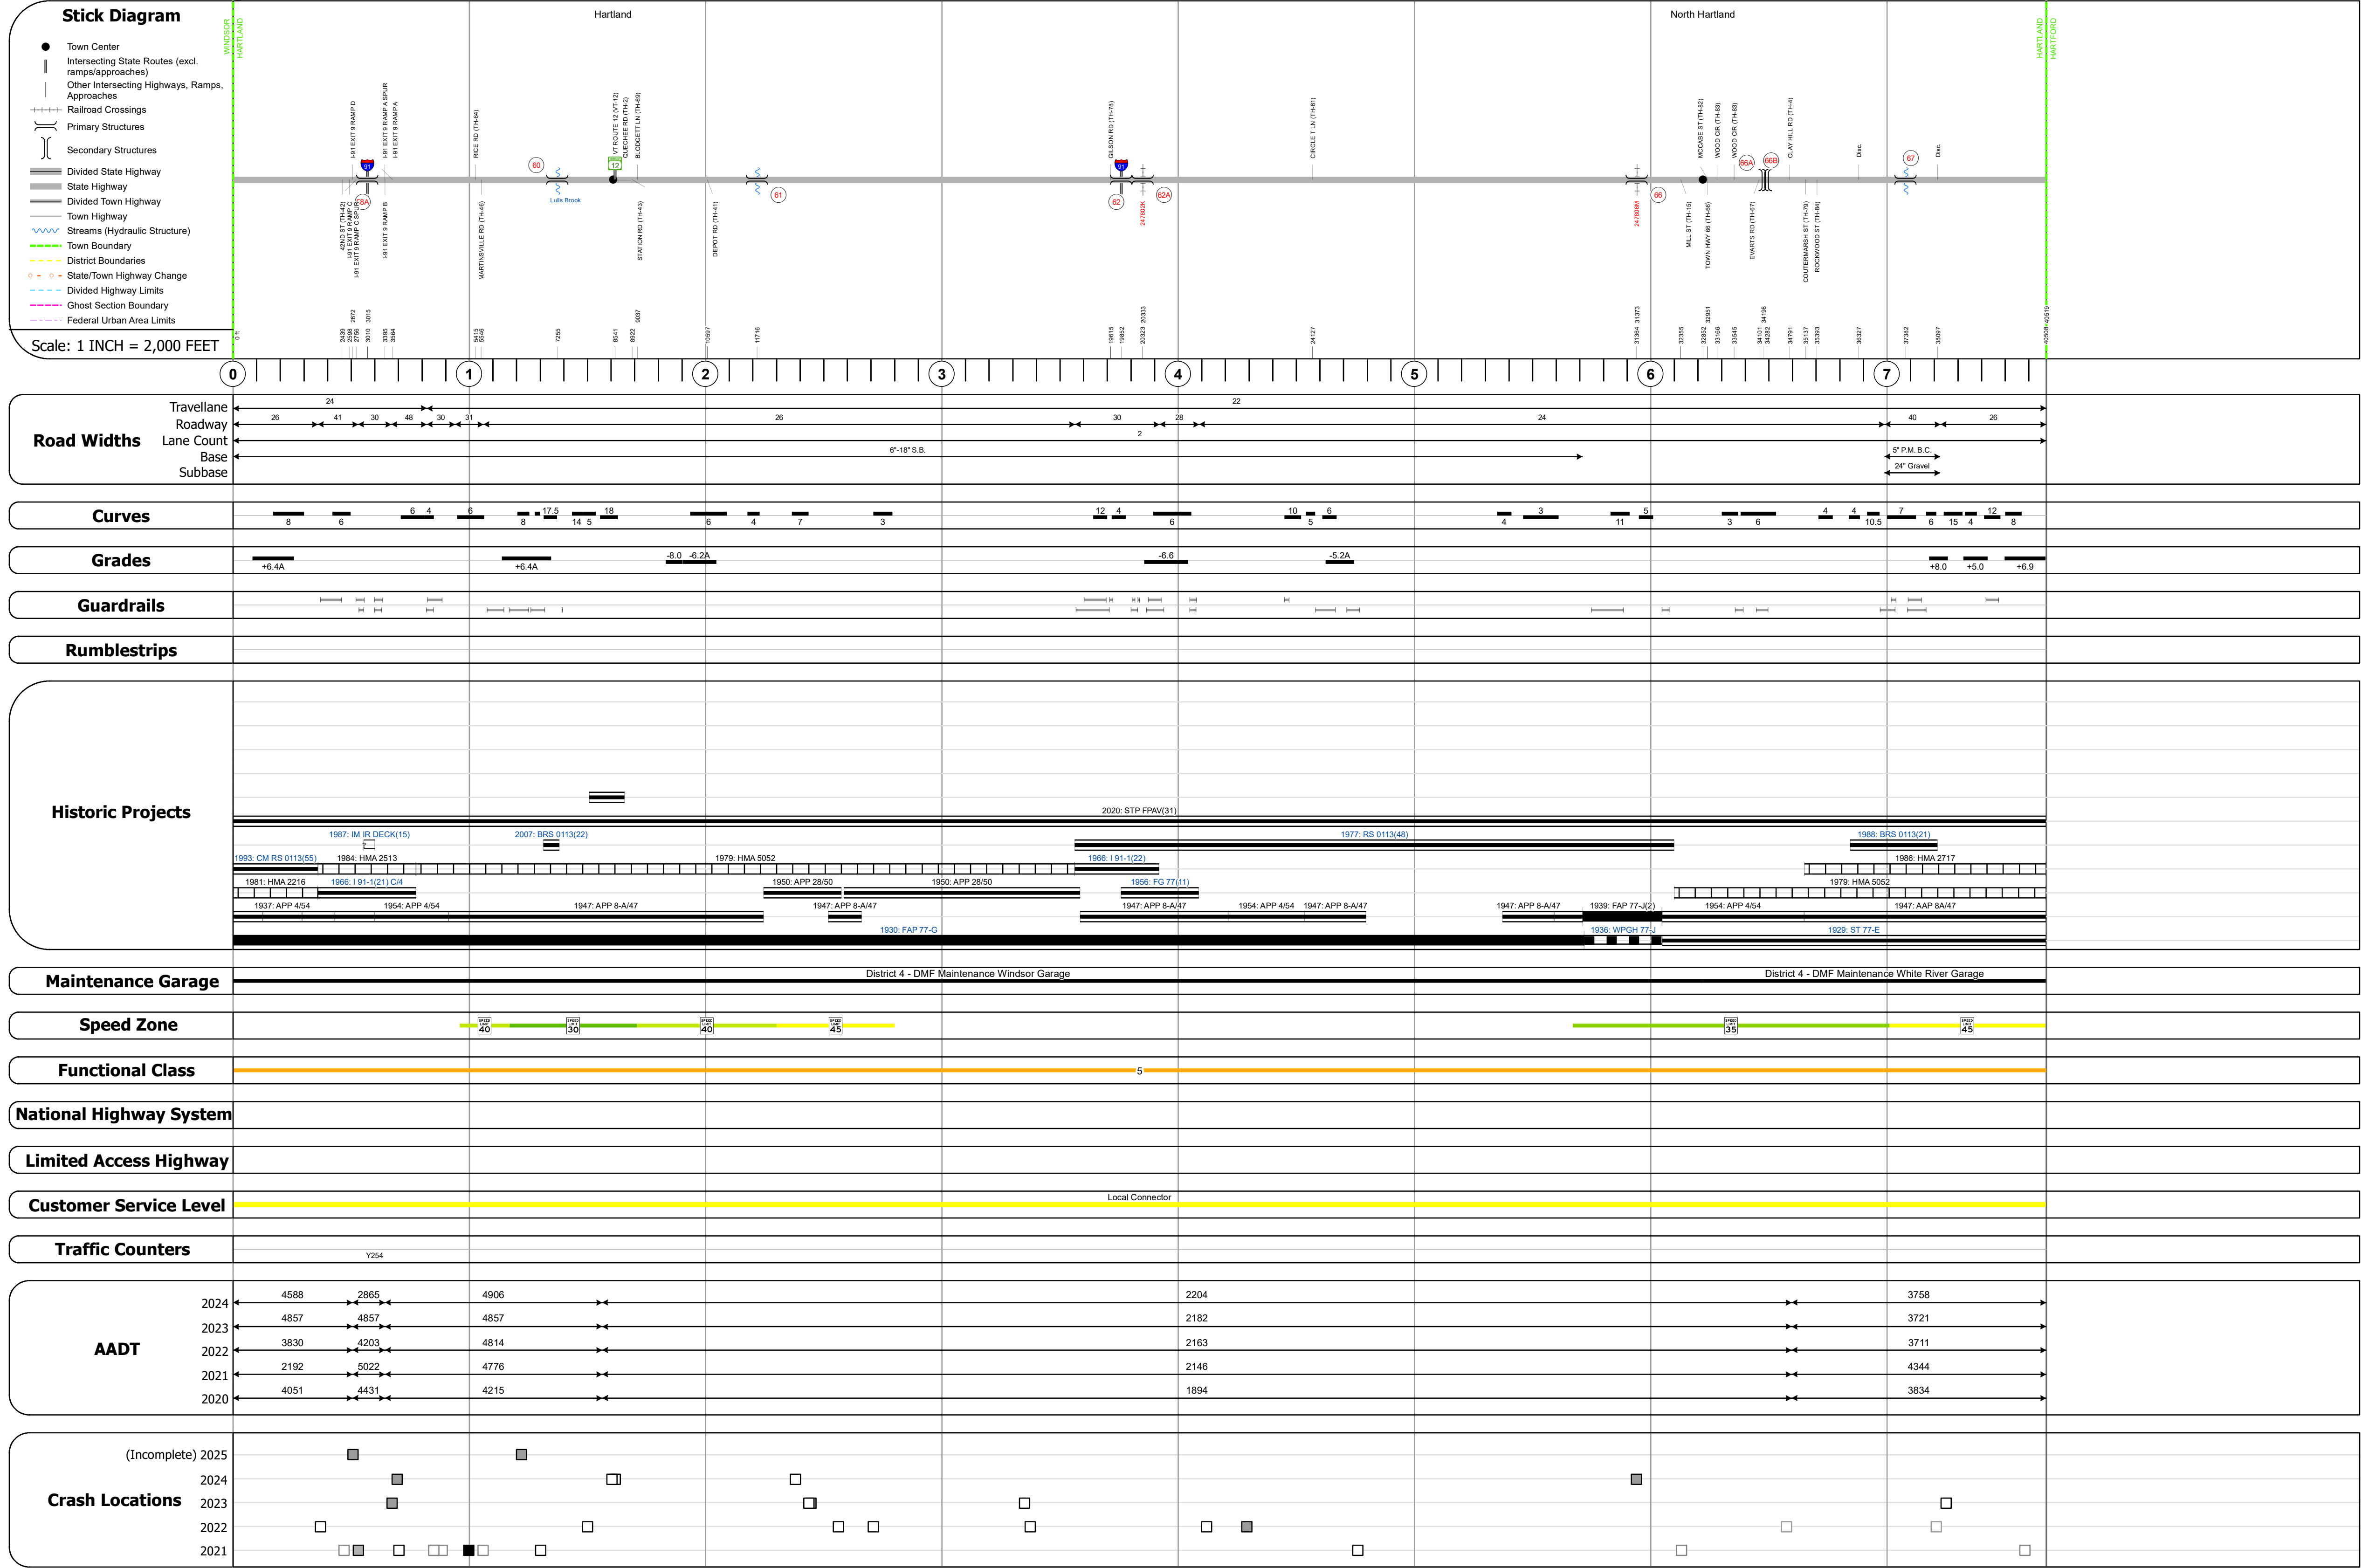 Stick Diagram
Town Center
Intersecting State Routes (excl.
ramps/approaches)
Other Intersecting Highways, Ramps,
Approaches
Railroad Crossings
Primary Structures
Secondary Structures
Divided State Highway
State Highway
Divided Town Highway
Town Highway
Streams (Hydraulic Structure)
Town Boundary
District Boundaries
State/Town Highway Change
Divided Highway Limits
Ghost Section Boundary
Federal Urban Area Limits
Scale: 1 INCH = 2,000 FEET
WINDSOR
HARTLAND
Hartland
North Hartland
HARTLAND
HARTFORD
I-91 EXIT 9 RAMP D
I-91 EXIT 9 RAMP A SPUR
I-91 EXIT 9 RAMP A
RICE RD (TH-64)
VT ROUTE 12 (VT-12)
QUECHEE RD (TH-2)
BLODGETT LN (TH-69)
GILSON RD (TH-78)
CIRCLE T LN (TH-81)
MCCABE ST (TH-82)
WOOD CIR (TH-83)
WOOD CIR (TH-83)
CLAY HILL RD (TH-4)
Disc.
Disc.
91
60
12
91
66A
66B
67
42ND ST (TH-42)
I-91 EXIT 9 RAMP C
I-91 EXIT 9 RAMP C SPUR
I-91 EXIT 9 RAMP B
MARTINSVILLE RD (TH-46)
Lulls Brook
STATION RD (TH-43)
DEPOT RD (TH-41)
61
62
62A
247802K
247806M
66
MILL ST (TH-15)
TOWN HWY 66 (TH-66)
EVARTS RD (TH-67)
COUTERMARSH ST (TH-79)
ROCKWOOD ST (TH-84)
0 ft
2439
2598
2672
2756
3010
3015
3395
3564
5415
5546
7255
8541
8922
9037
10597
11716
19615
19852
20323
20333
24127
31364
31373
32355
32852
32951
33166
33545
34101
34198
34282
34791
35137
35393
36327
37382
38097
40508
40519
0 1 2 3 4 5 6 7
Road Widths
Travellane 24 22
Roadway 26 41 30 48 30 31 26 30 28 24 40 26
Lane Count 2
Base 6"-18" S.B. 5" P.M. B.C.
Subbase 24" Gravel
Curves
6 4 6 17.5 18 12 4 10 6 3 5 4 4 10.5 7 12
8 6 8 14 5 6 4 7 3 6 5 4 11 3 6 6 15 4 8
Grades
-8.0 -6.2A -6.6 -5.2A
+6.4A +6.4A +8.0 +5.0 +6.9
Guardrails
Rumblestrips
Historic Projects
2020: STP FPAV(31)
1987: IM IR DECK(15) 2007: BRS 0113(22) 1977: RS 0113(48) 1988: BRS 0113(21)
1993: CM RS 0113(55) 1984: HMA 2513 1979: HMA 5052 1966: I 91-1(22) 1986: HMA 2717
1981: HMA 2216 1966: I 91-1(21) C/4 1950: APP 28/50 1950: APP 28/50 1956: FG 77(11) 1979: HMA 5052
1937: APP 4/54 1954: APP 4/54 1947: APP 8-A/47 1947: APP 8-A/47 1947: APP 8-A/47 1954: APP 4/54 1947: APP 8-A/47 1947: APP 8-A/47 1939: FAP 77-J(2) 1954: APP 4/54 1947: AAP 8A/47
1930: FAP 77-G 1936: WPGH 77-J 1929: ST 77-E
Maintenance Garage
District 4 - DMF Maintenance Windsor Garage District 4 - DMF Maintenance White River Garage
Speed Zone
SPEED LIMIT 40 SPEED LIMIT 30 SPEED LIMIT 40 SPEED LIMIT 45 SPEED LIMIT 35 SPEED LIMIT 45
Functional Class
5
National Highway System
Limited Access Highway
Customer Service Level
Local Connector
Traffic Counters
Y254
AADT
2024 4588 2865 4906 2204 3758
2023 4857 4857 4857 2182 3721
2022 3830 4203 4814 2163 3711
2021 2192 5022 4776 2146 4344
2020 4051 4431 4215 1894 3834
Crash Locations
(Incomplete) 2025
2024
2023
2022
2021